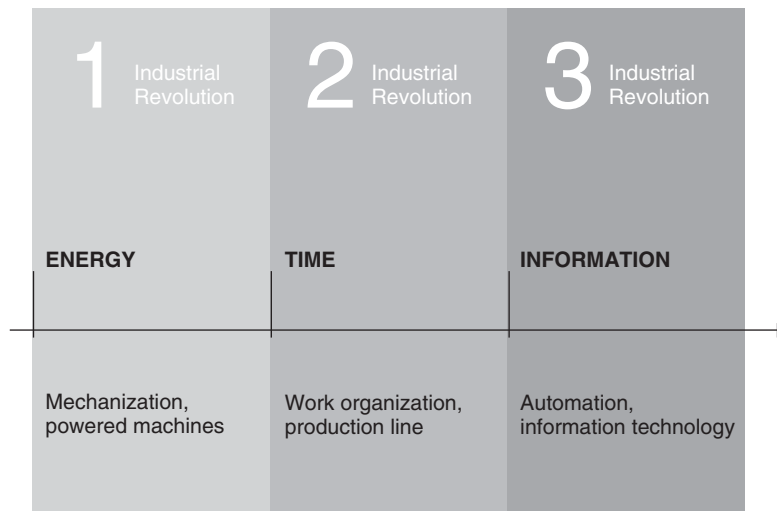 1 Industrial
Revolution
2 Industrial
Revolution
3 Industrial
Revolution
ENERGY
TIME
INFORMATION
Mechanization,
powered machines
Work organization,
production line
Automation,
information technology